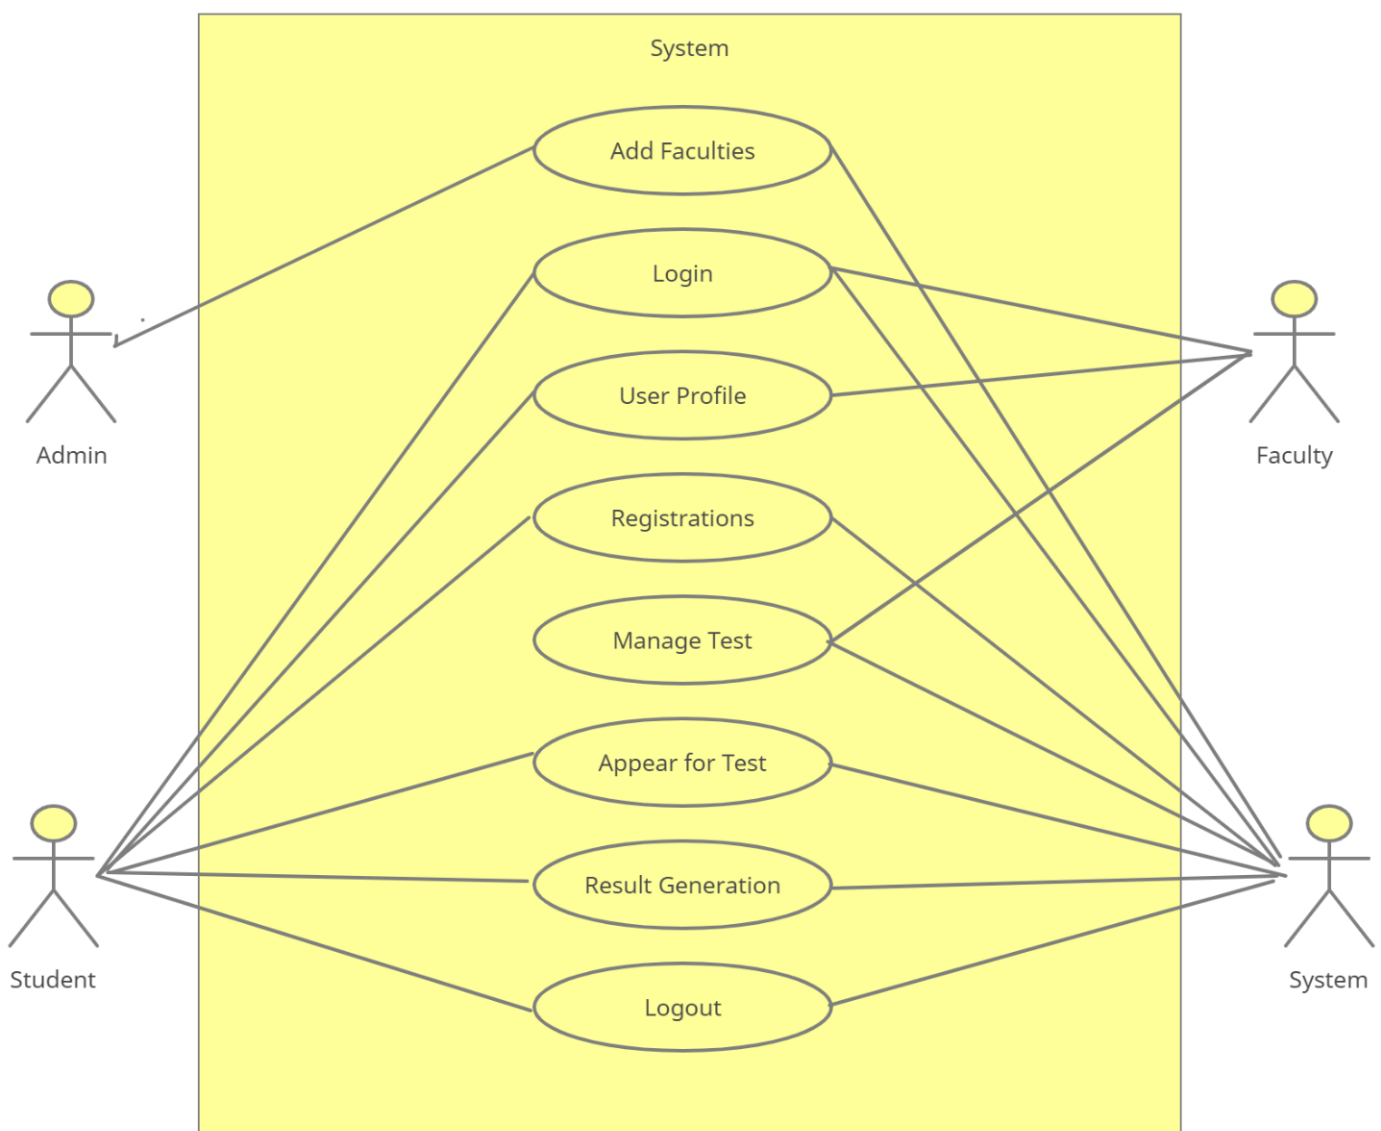 System
Add Faculties
Login
User Profile
Registrations
Manage Test
Appear for Test
Result Generation
Logout
Admin
Faculty
Student
System